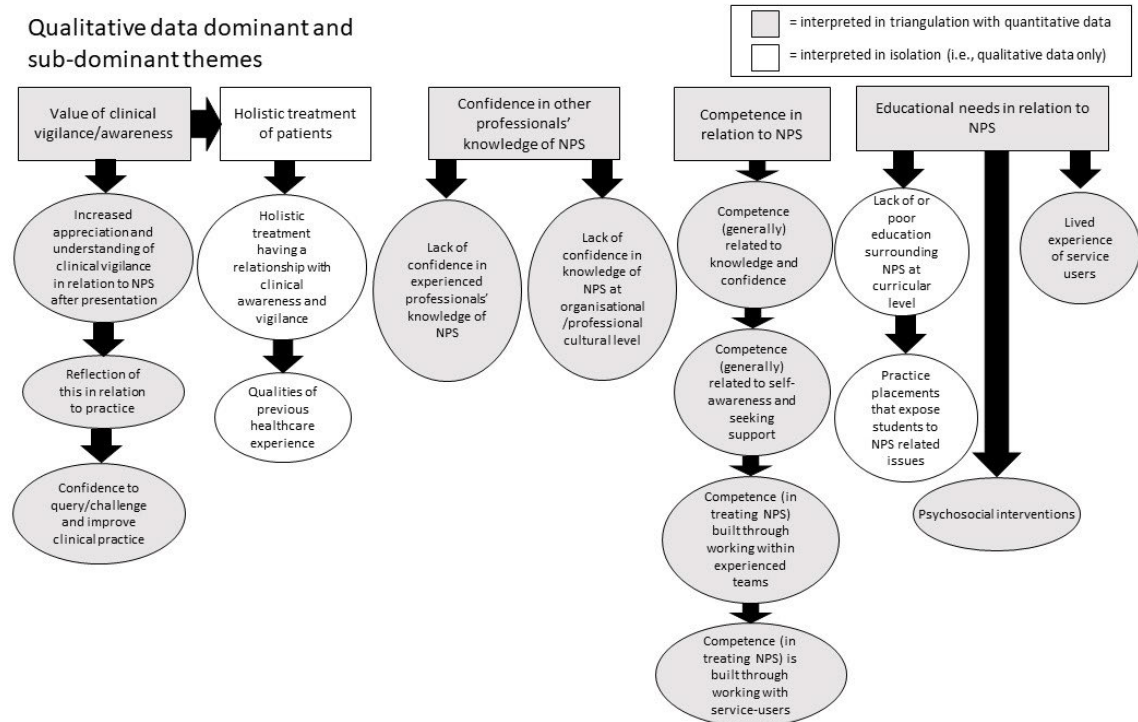 Qualitative data dominant and
sub-dominant themes
= interpreted in triangulation with quantitative data
= interpreted in isolation (i.e., qualitative data only)
Value of clinical
vigilance/awareness
Holistic treatment
of patients
Confidence in other
professionals'
knowledge of NPS
Competence in
relation to NPS
Educational needs in relation to
NPS
Increased
appreciation and
understanding of
clinical vigilance
in relation to NPS
after presentation
Reflection of
this in relation
to practice
Confidence to
query/challenge
and improve
clinical practice
Holistic
treatment
having a
relationship with
clinical
awareness and
vigilance
Qualities of
previous
healthcare
experience
Lack of
confidence in
experienced
professionals'
knowledge of
NPS
Lack of
confidence in
knowledge of
NPS at
organisational
/professional
cultural level
Competence
(generally)
related to
knowledge and
confidence
Competence
(generally)
related to self-
awareness and
seeking
support
Competence (in
treating NPS)
built through
working within
experienced
teams
Competence (in
treating NPS) is
built through
working with
service-users
Lack of or
poor
education
surrounding
NPS at
curricular
level
Practice
placements
that expose
students to
NPS related
issues
Psychosocial interventions
Lived
experience
of service
users